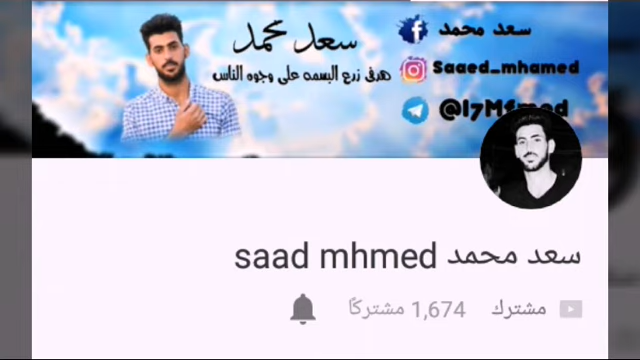 سعد محمد
هدفي زرع البسمه على وجوه الناس
سعد محمد
Saaed_mhamed
سعد محمد saad mhmed
مشترك 1,674 مشتركًا